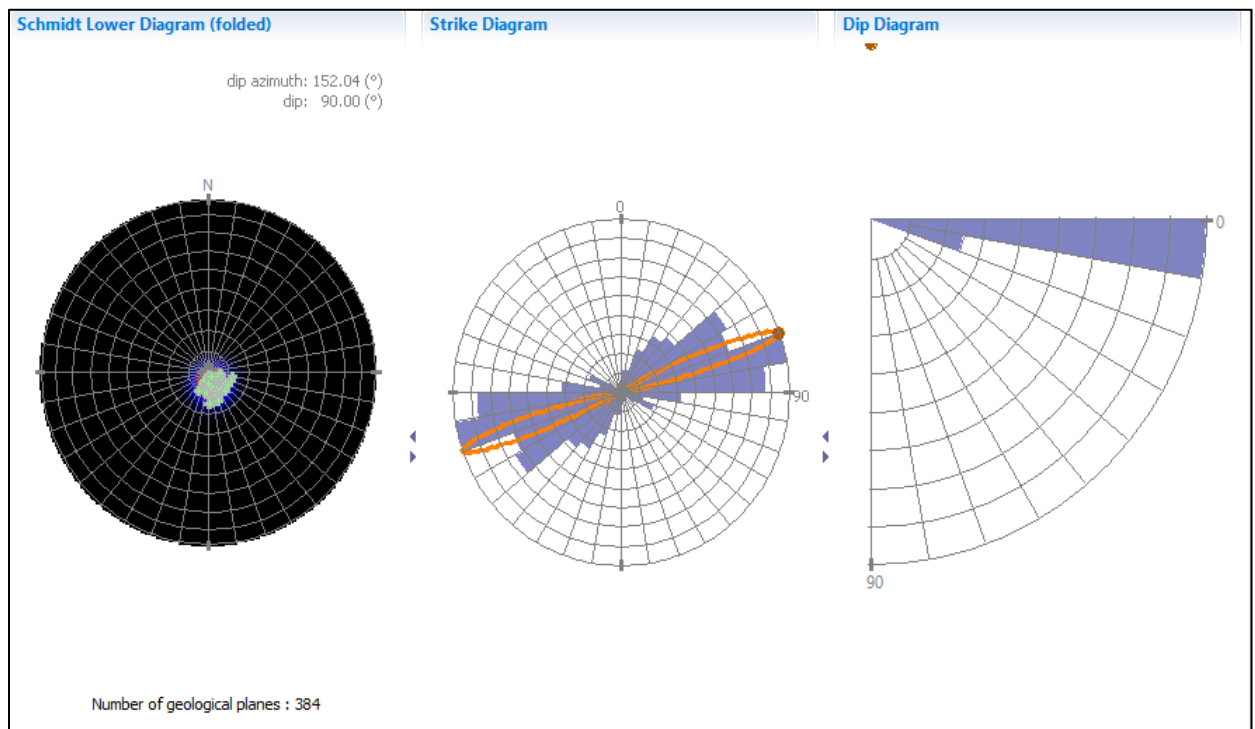 Schmidt Lower Diagram (folded)
dip azimuth: 152.04 (°)
dip: 90.00 (°)
N
Number of geological planes : 384
Strike Diagram
0
90
Dip Diagram
0
90